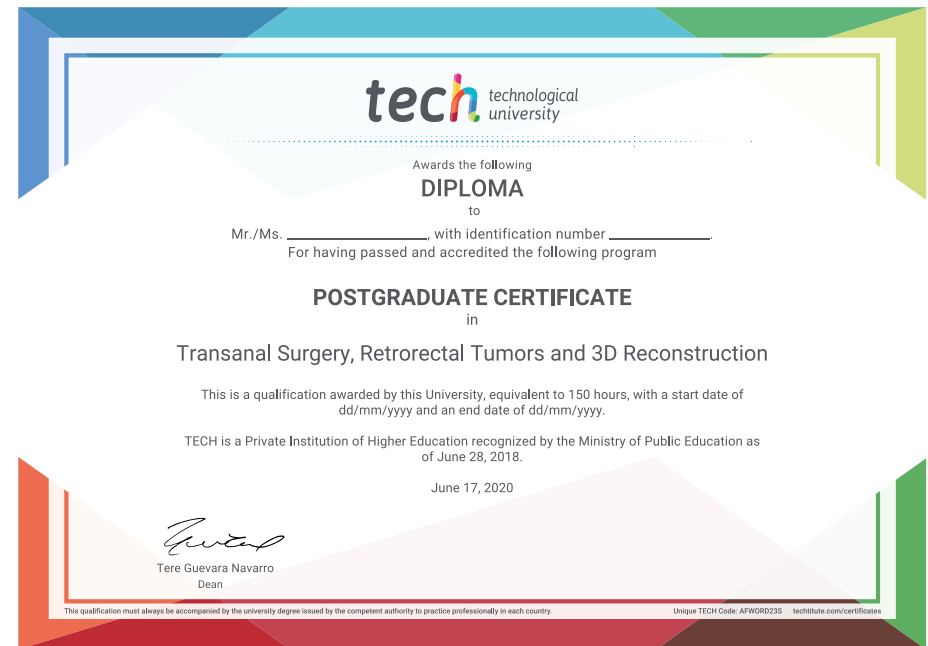 tech technological
university
Awards the following
DIPLOMA
to
Mr./Ms. ____________________, with identification number ______________.
For having passed and accredited the following program
POSTGRADUATE CERTIFICATE
in
Transanal Surgery, Retrorectal Tumors and 3D Reconstruction
This is a qualification awarded by this University, equivalent to 150 hours, with a start date of
dd/mm/yyyy and an end date of dd/mm/yyyy.
TECH is a Private Institution of Higher Education recognized by the Ministry of Public Education as
of June 28, 2018.
June 17, 2020
Tere Guevara Navarro
Dean
This qualification must always be accompanied by the university degree issued by the competent authority to practice professionally in each country.
Unique TECH Code: AFWORD23S techtitute.com/certificates